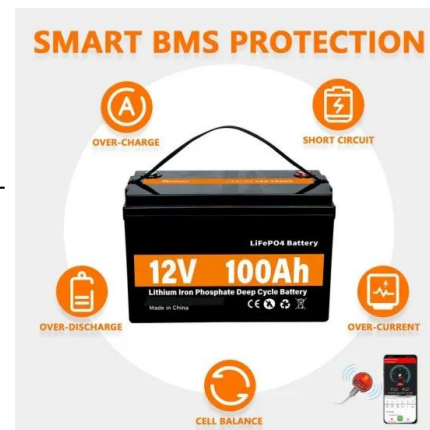 SMART BMS PROTECTION
OVER-CHARGE
SHORT CIRCUIT
LiFePO4 Battery
12V 100Ah
Lithium Iron Phosphate Deep Cycle Battery
Made in China
OVER-DISCHARGE
OVER-CURRENT
CELL BALANCE